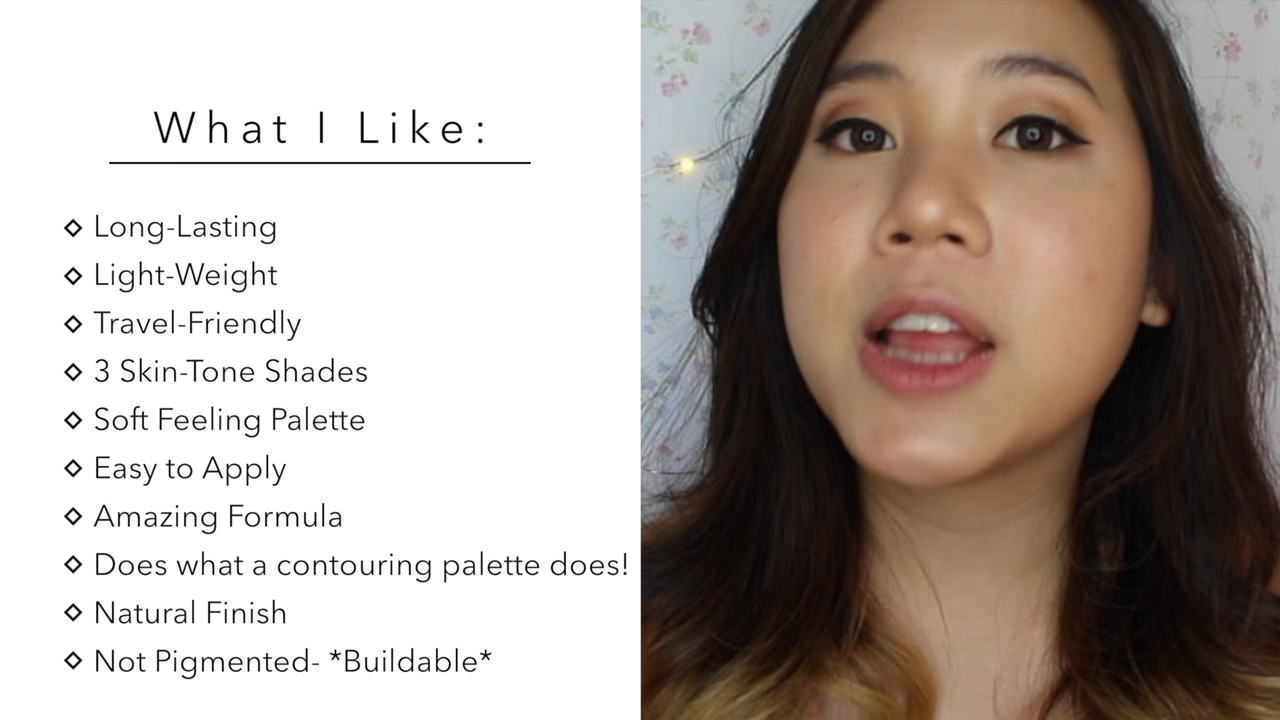 What I Like:
Long-Lasting
Light-Weight
Travel-Friendly
3 Skin-Tone Shades
Soft Feeling Palette
Easy to Apply
Amazing Formula
Does what a contouring palette does!
Natural Finish
Not Pigmented- *Buildable*